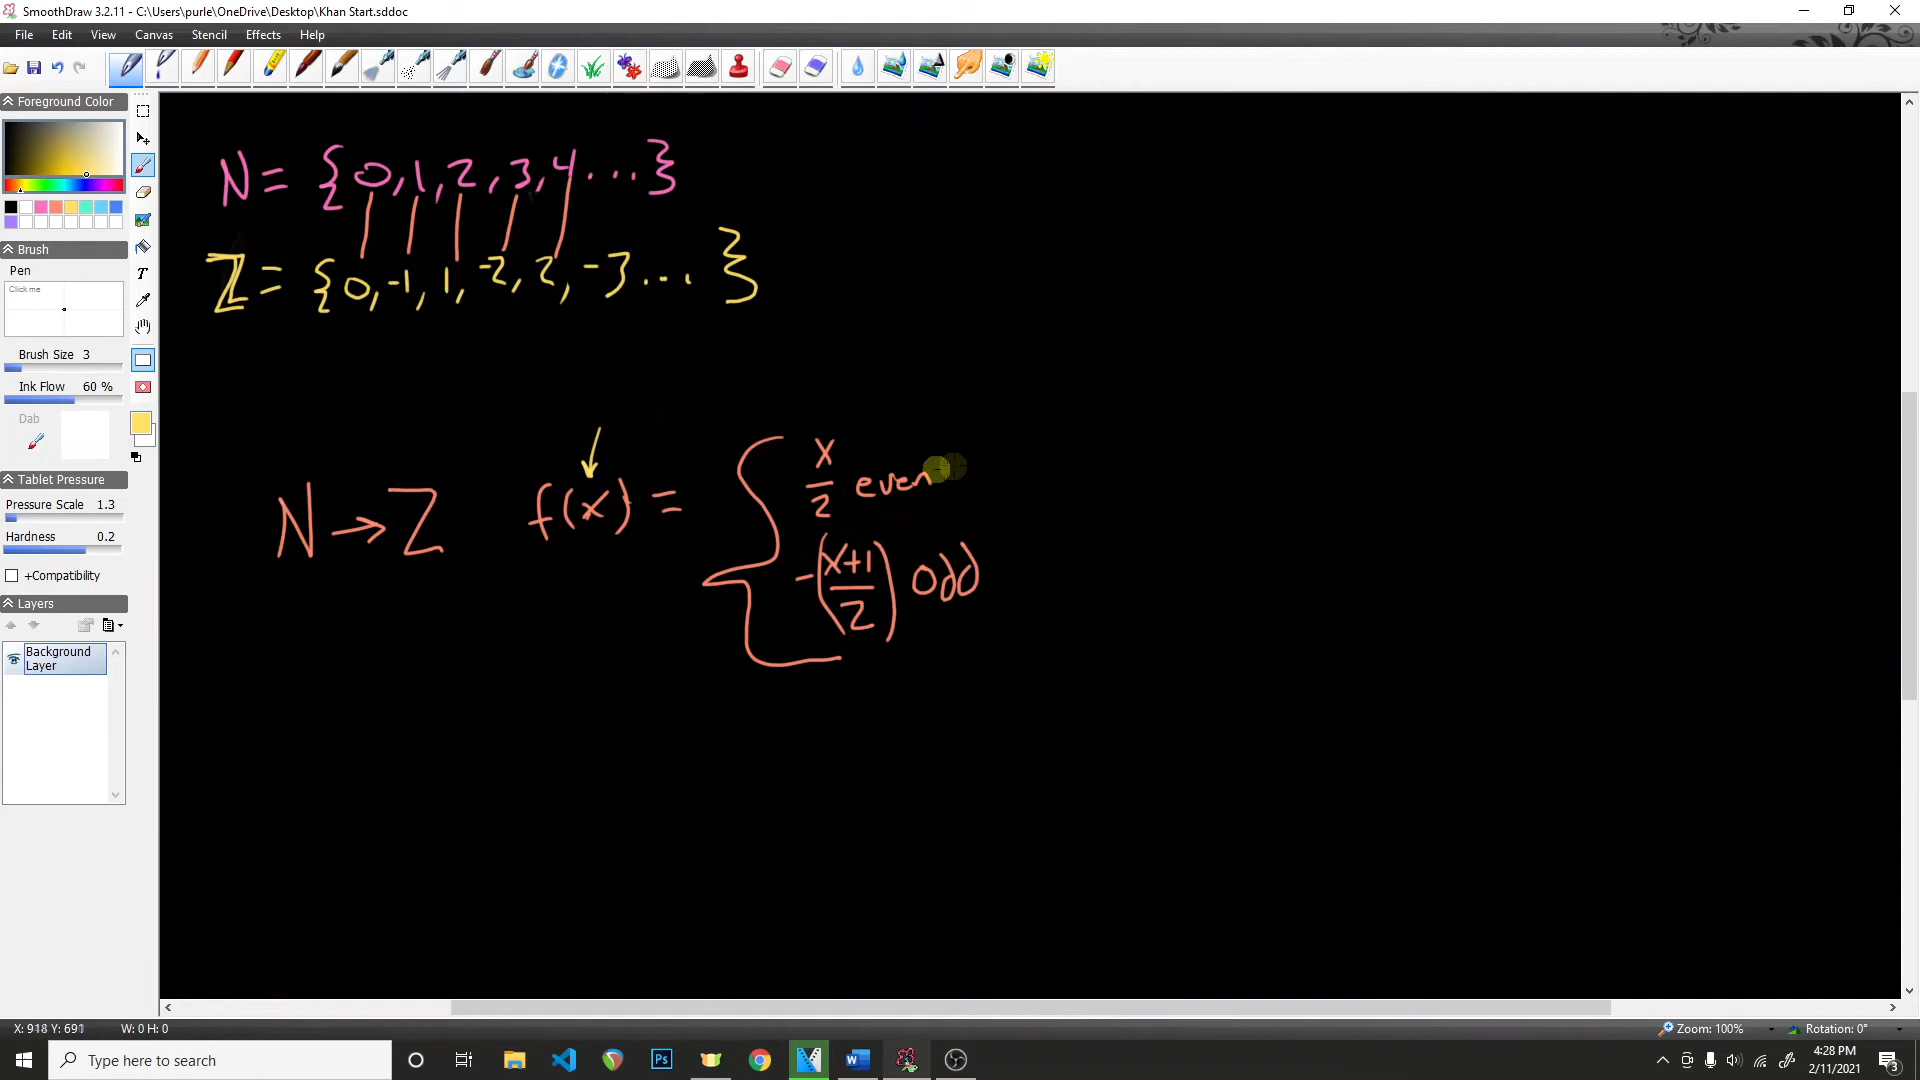 SmoothDraw 3.2.11 - C:\Users\purle\OneDrive\Desktop\Khan Start.sddoc
File Edit View Canvas Stencil Effects Help
Foreground Color
Brush
Pen
Click me
Brush Size 3
Ink Flow 60 %
Dab
Tablet Pressure
Pressure Scale 1.3
Hardness 0.2
+Compatibility
Layers
Background
Layer
N = {0, 1, 2, 3, 4 ... }
Z = {0, -1, 1, -2, 2, -3 ... }
N → Z f(x) =
x/2 even
-(x+1/2) Odd
X: 918 Y: 691 W: 0 H: 0
Zoom: 100% Rotation: 0°
Type here to search
Ps
4:28 PM
2/11/2021
3